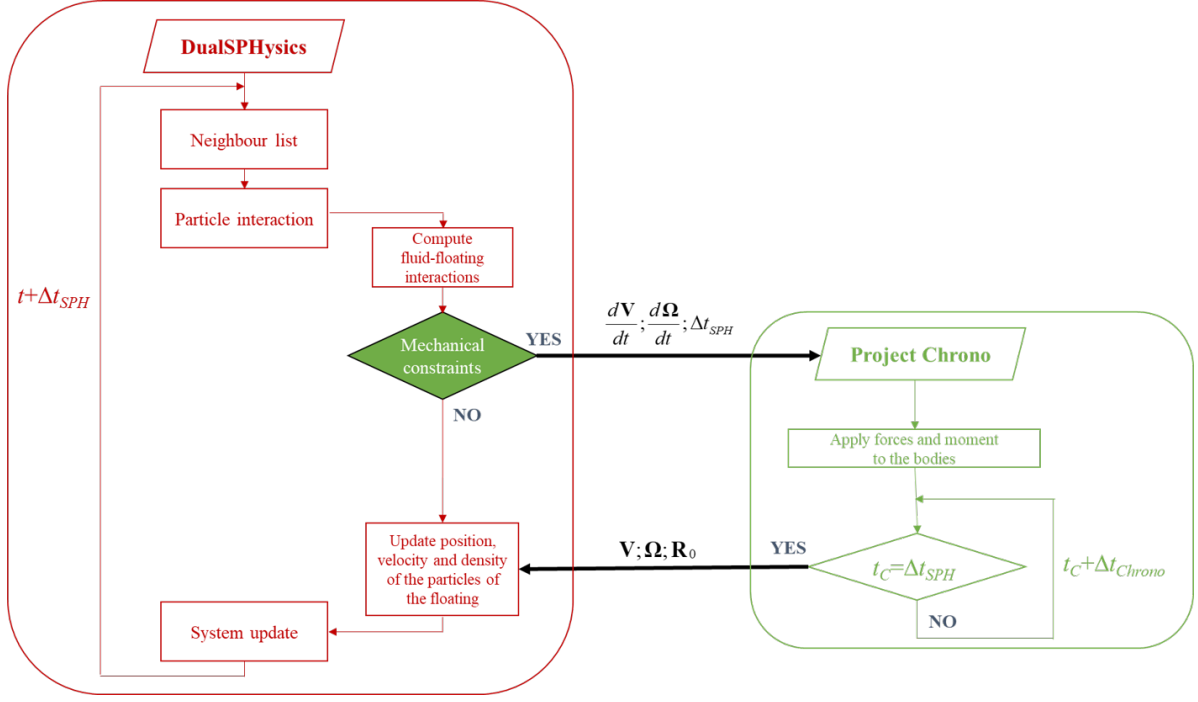 DualSPHysics
Neighbour list
Particle interaction
Compute
fluid-floating
interactions
t+Δt_SPH
Mechanical
constraints
YES
NO
dV/dt; dΩ/dt; Δt_SPH
Project Chrono
Apply forces and moment
to the bodies
t_C=Δt_SPH
YES
NO
t_C+Δt_Chrono
V; Ω; R_0
Update position,
velocity and density
of the particles of
the floating
System update